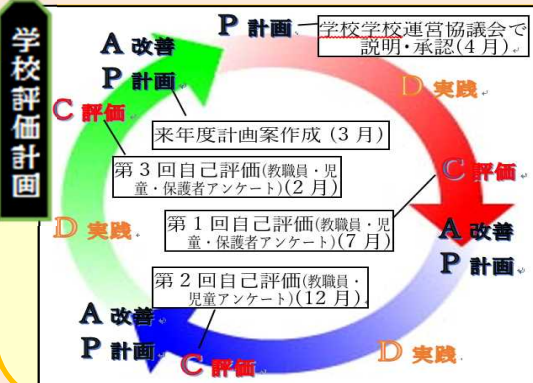 学校評価計画
P 計画
学校学校運営協議会で
説明・承認(4月)
D 実践
C 評価
A 改善
P 計画
D 実践
C 評価
A 改善
P 計画
D 実践
C 評価
A 改善
P 計画
来年度計画案作成 (3月)
第3回自己評価(教職員・児
童・保護者アンケート)(2月)
第1回自己評価(教職員・児
童・保護者アンケート)(7月)
第2回自己評価(教職員・
児童アンケート)(12月)